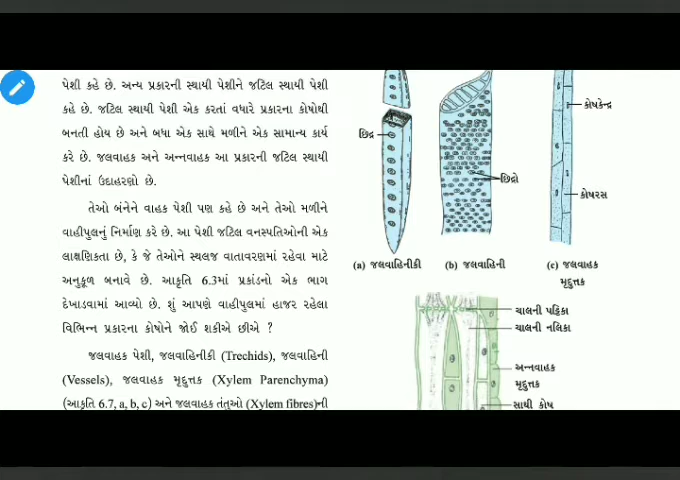 પેશી કહે છે. અન્ય પ્રકારની સ્થાયી પેશીને જટિલ સ્થાયી પેશી
કહે છે. જટિલ સ્થાયી પેશી એક કરતાં વધારે પ્રકારના કોષોથી
બનતી હોય છે અને બધા એક સાથે મળીને એક સામાન્ય કાર્ય
કરે છે. જલવાહક અને અન્નવાહક આ પ્રકારની જટિલ સ્થાયી
પેશીનાં ઉદાહરણો છે.
તેઓ બંનેને વાહક પેશી પણ કહે છે અને તેઓ મળીને
વાહીપુલનું નિર્માણ કરે છે. આ પેશી જટિલ વનસ્પતિઓની એક
લાક્ષણિકતા છે, કે જે તેઓને સ્થલજ વાતાવરણમાં રહેવા માટે
અનુકૂળ બનાવે છે. આકૃતિ 6.3માં પ્રકાંડનો એક ભાગ
દેખાડવામાં આવ્યો છે. શું આપણે વાહીપુલમાં હાજર રહેલા
વિભિન્ન પ્રકારના કોષોને જોઈ શકીએ છીએ ?
જલવાહક પેશી, જલવાહિનીકી (Trechids), જલવાહિની
(Vessels), જલવાહક મૃદુત્તક (Xylem Parenchyma)
(આકૃતિ 6.7, a, b, c) અને જલવાહક તંતુઓ (Xylem fibres)ની
છિદ્ર
છિદ્રો
કોષકેન્દ્ર
કોષરસ
(a) જલવાહિનીકી
(b) જલવાહિની
(c) જલવાહક
મૃદુત્તક
ચાલની પટ્ટિકા
ચાલની નલિકા
અન્નવાહક
મૃદુત્તક
સાથી કોષ